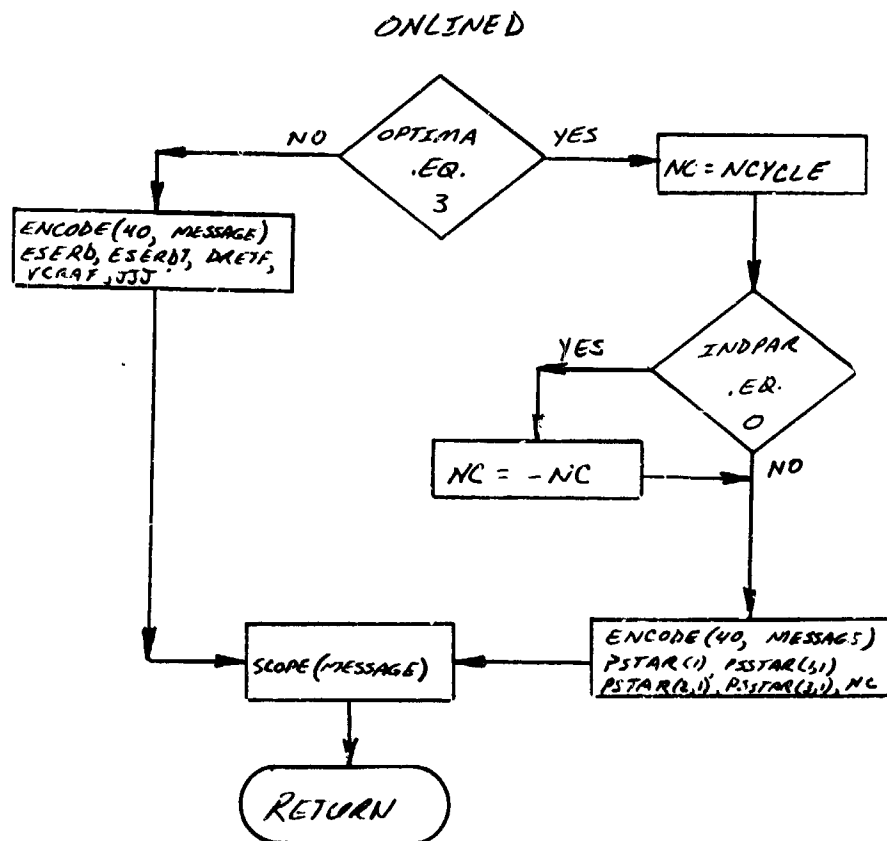 ONLINED
OPTIMA
.EQ.
3
NO
YES
NC = NCYCLE
ENCODE(40, MESSAGE)
ESERD, ESERDT, DRETF,
VCRAF, JJJ
INDPAR
.EQ.
0
YES
NO
NC = -NC
ENCODE(40, MESSAGE)
PSTAR(1), PSSTAR(1,1)
PSTAR(2,1), PSSTAR(2,1), NC
SCOPE(MESSAGE)
RETURN